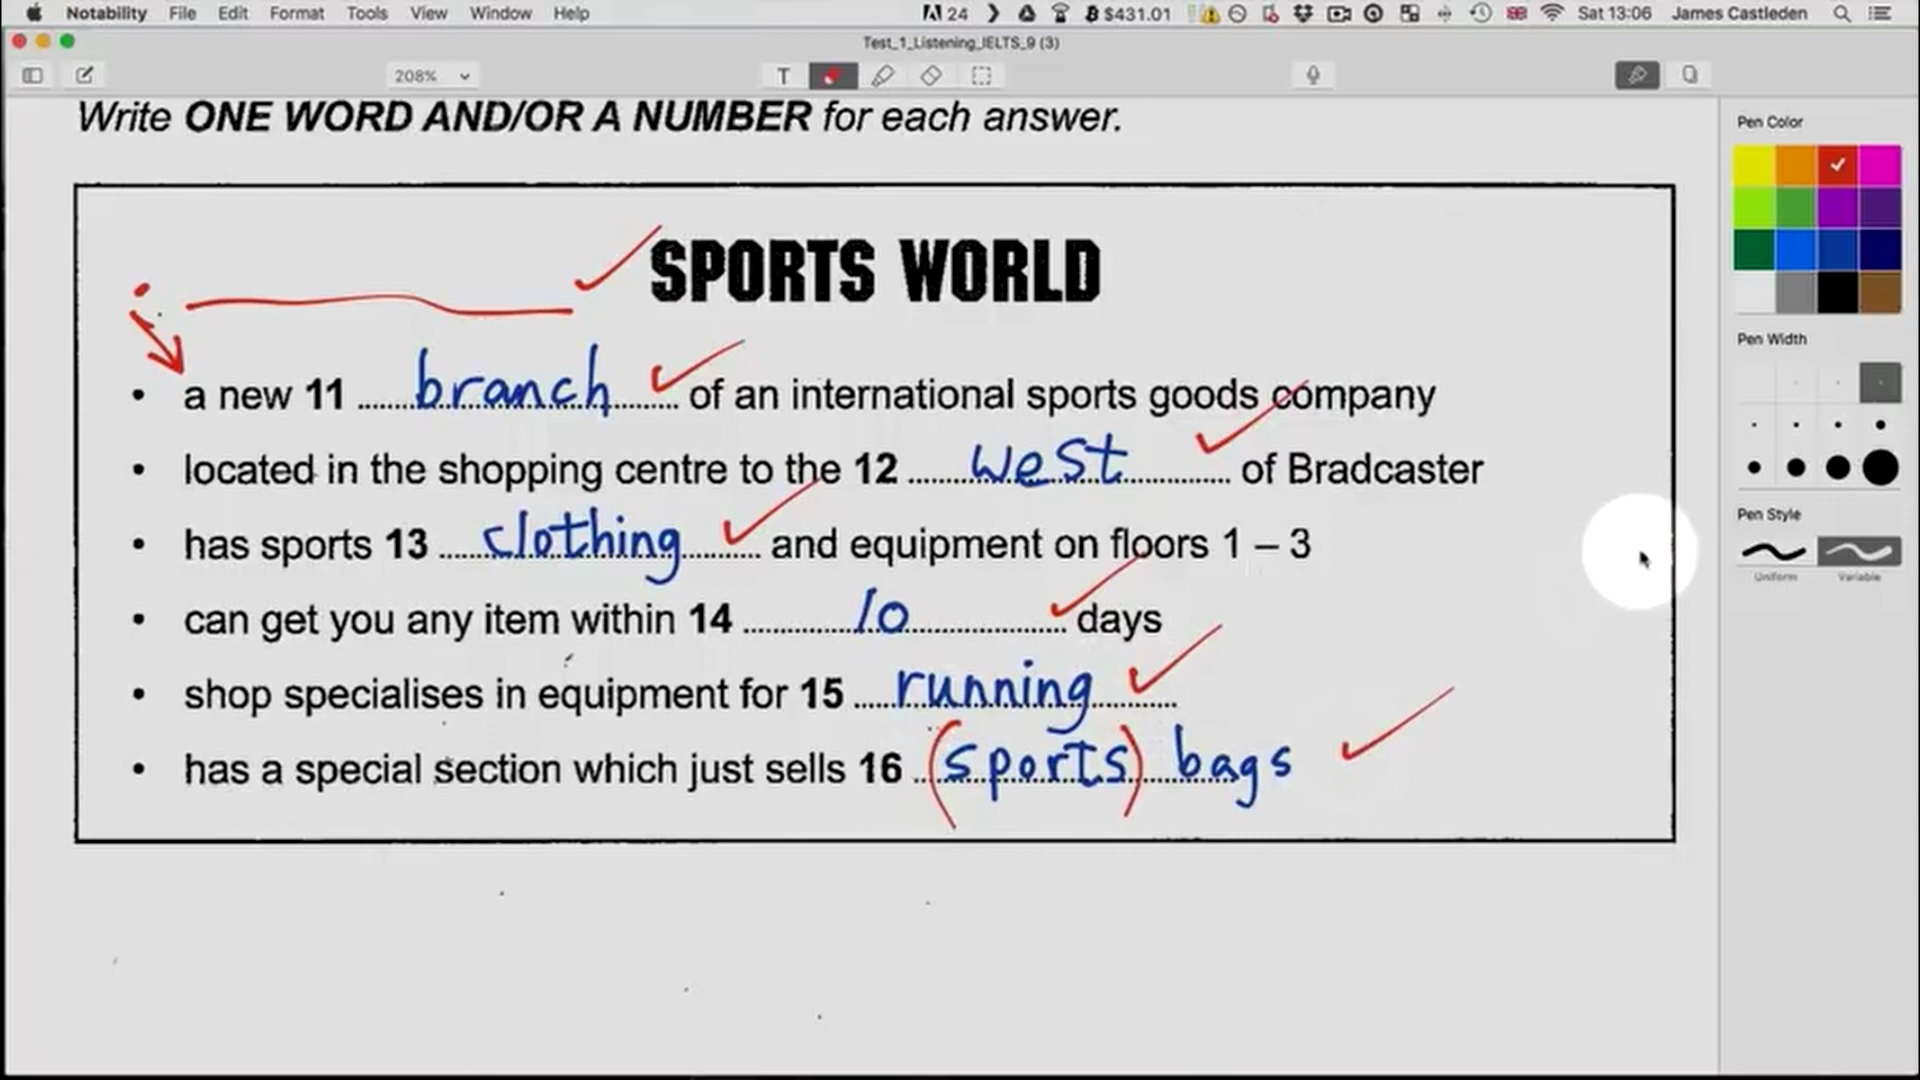 Notability File Edit Format Tools View Window Help 24 $431.01 Sat 13:06 James Castleden
Test_1_Listening_IELTS_9 (3)
208% T
Write ONE WORD AND/OR A NUMBER for each answer.
Pen Color
SPORTS WORLD
Pen Width
• a new 11 branch of an international sports goods company
• located in the shopping centre to the 12 west of Bradcaster
• has sports 13 clothing and equipment on floors 1 – 3
Pen Style
Uniform Variable
• can get you any item within 14 10 days
• shop specialises in equipment for 15 running
• has a special section which just sells 16 (sports) bags